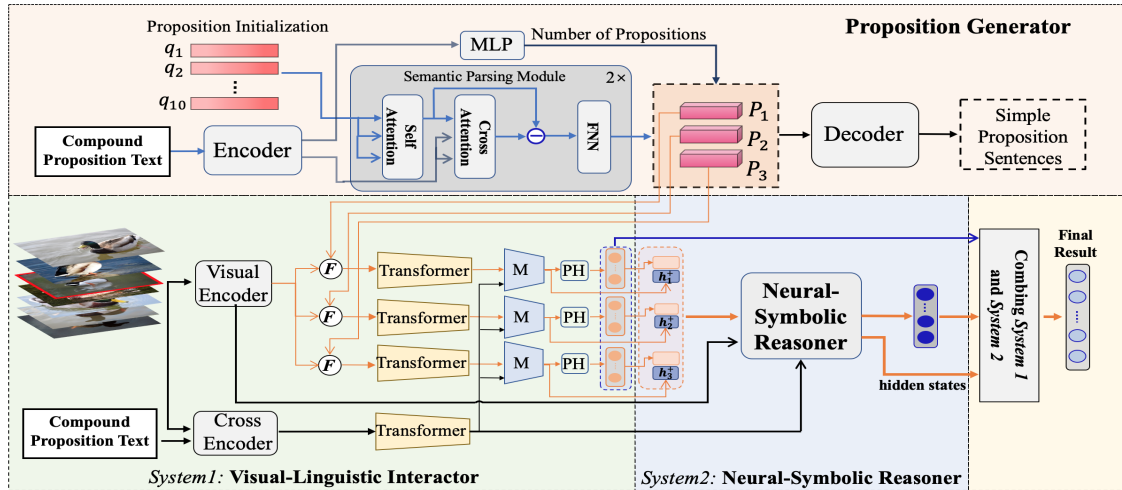 Proposition Initialization
Proposition Generator
q1
q2
q10
MLP
Number of Propositions
Semantic Parsing Module
2×
Self
Attention
Cross
Attention
FNN
Compound
Proposition Text
Encoder
P1
P2
P3
Decoder
Simple
Proposition
Sentences
Visual
Encoder
F
Transformer
M
PH
h1+
F
Transformer
M
PH
h2+
F
Transformer
M
PH
h3+
Neural-
Symbolic
Reasoner
hidden states
Combining System 1
and System 2
Final
Result
Compound
Proposition Text
Cross
Encoder
Transformer
System1: Visual-Linguistic Interactor
System2: Neural-Symbolic Reasoner